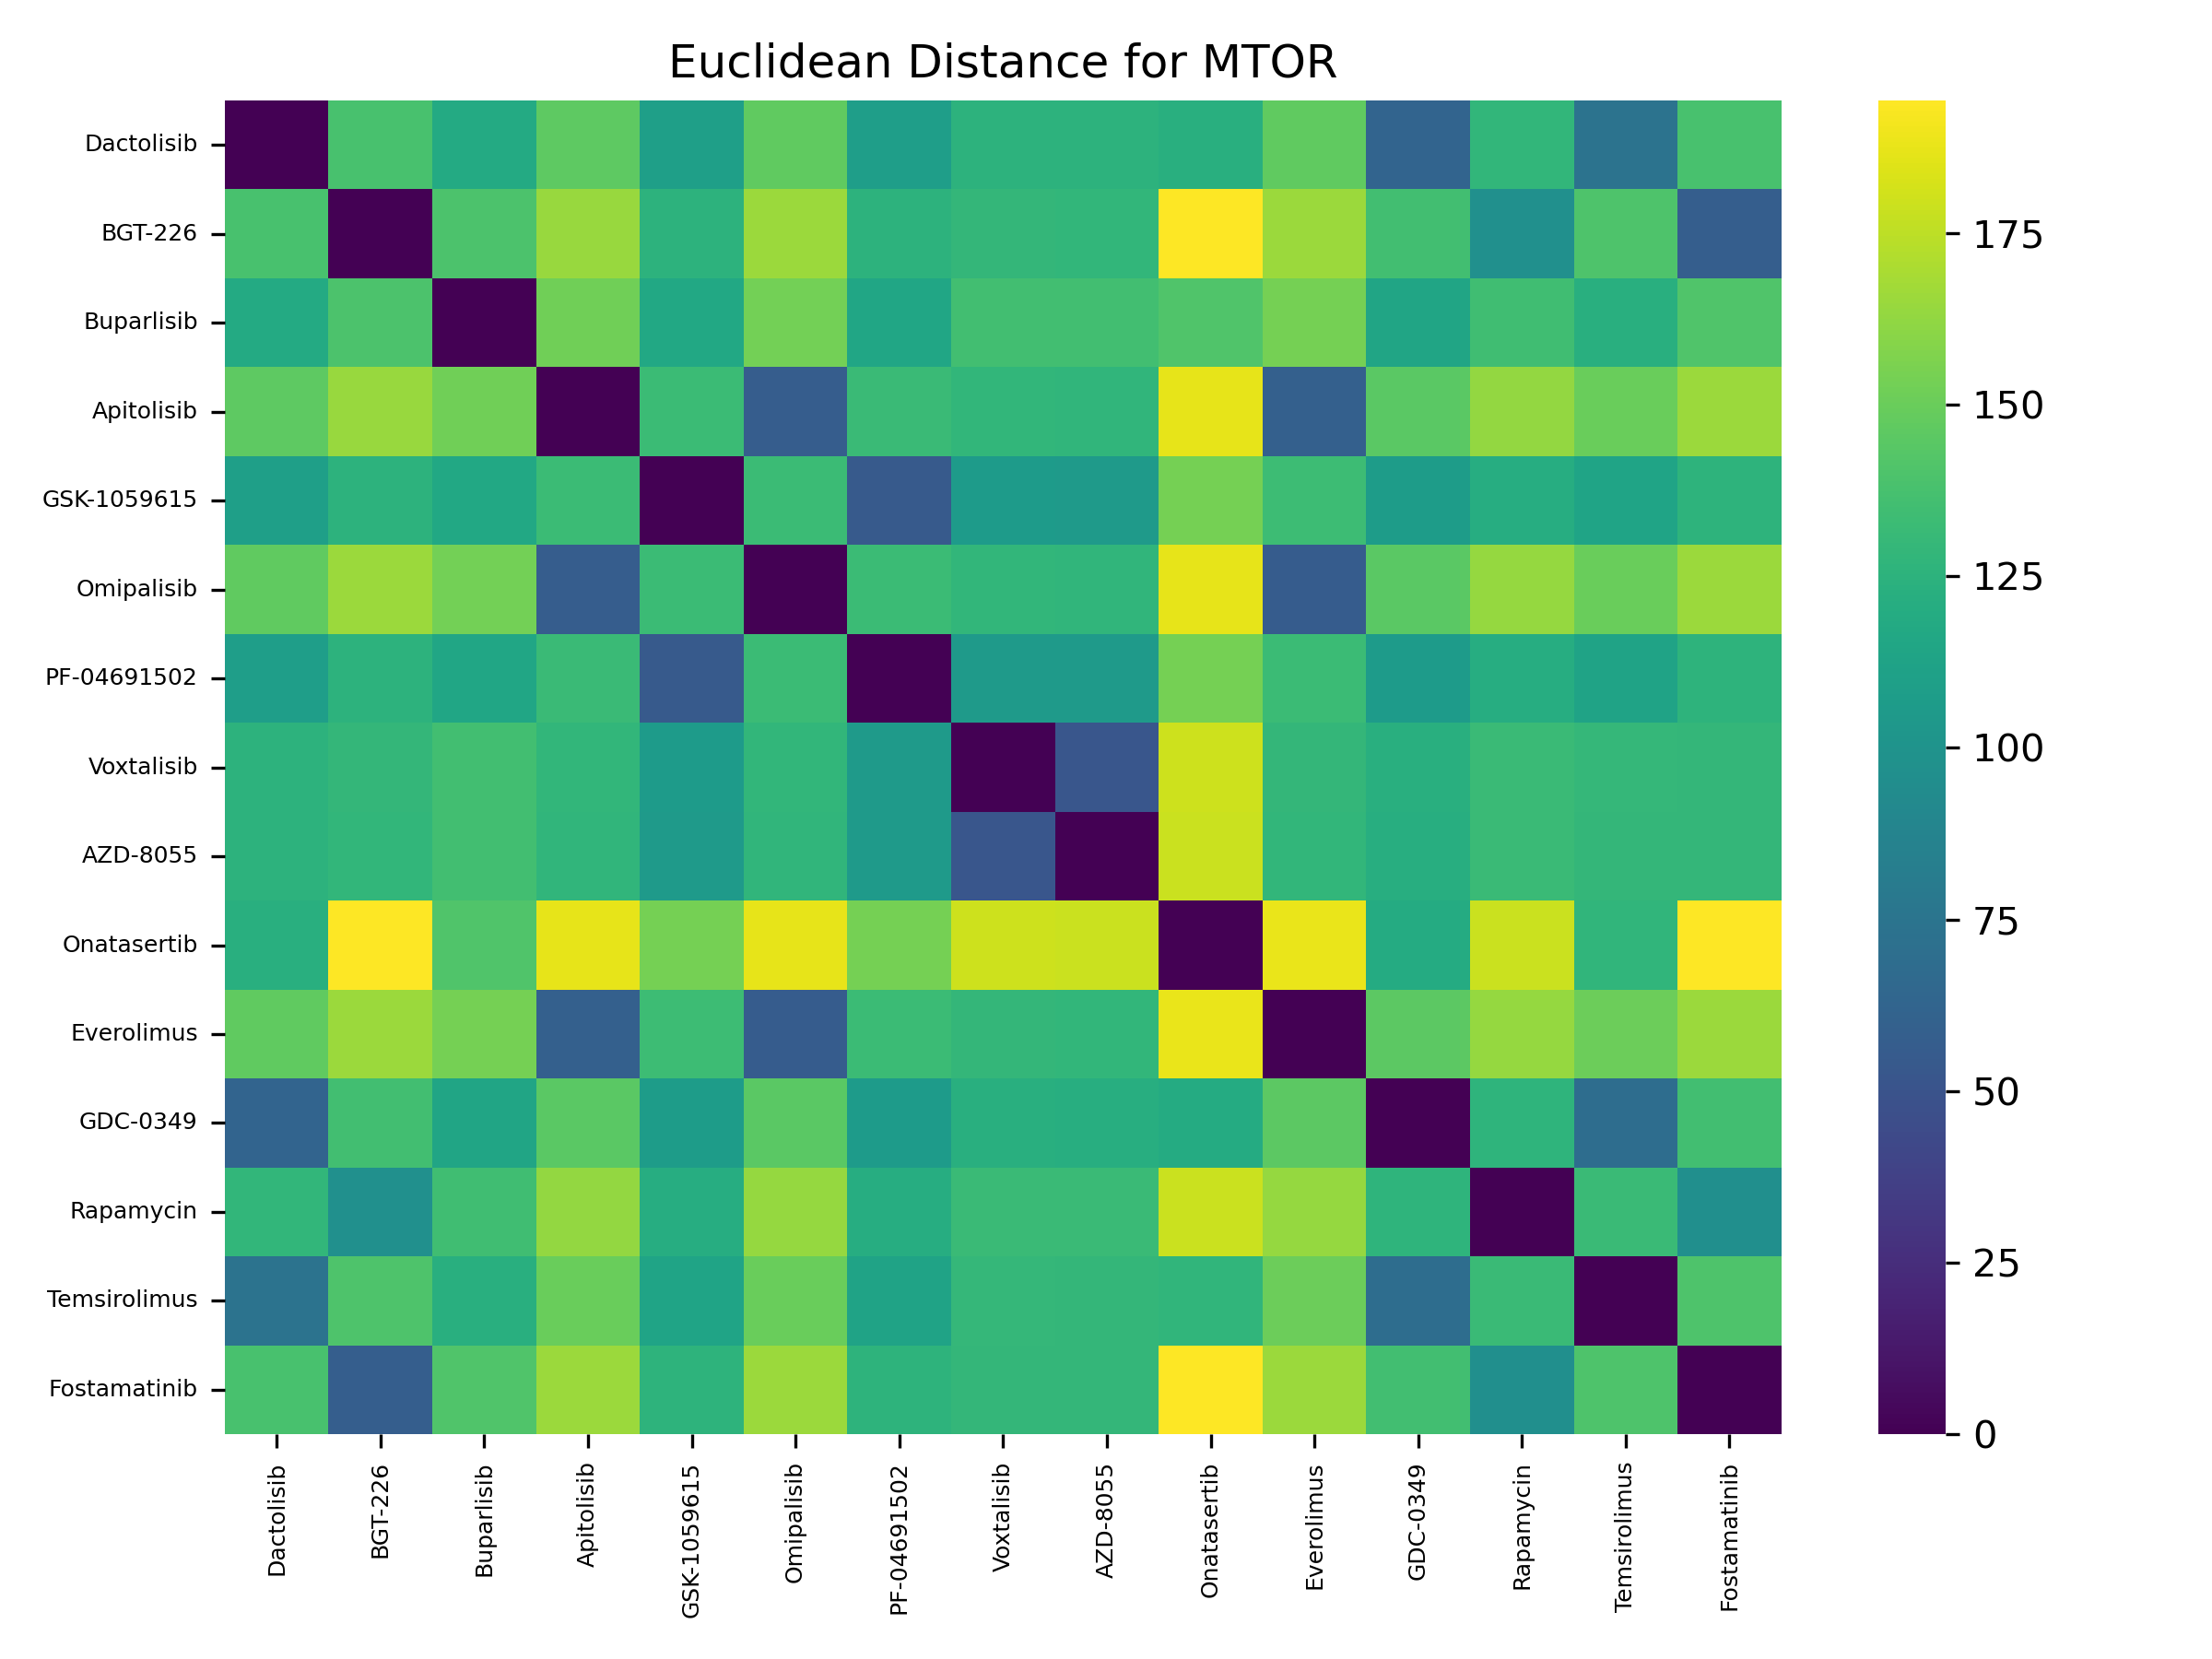 Euclidean Distance for MTOR
Dactolisib
BGT-226
Buparlisib
Apitolisib
GSK-1059615
Omipalisib
PF-04691502
Voxtalisib
AZD-8055
Onatasertib
Everolimus
GDC-0349
Rapamycin
Temsirolimus
Fostamatinib
Dactolisib
BGT-226
Buparlisib
Apitolisib
GSK-1059615
Omipalisib
PF-04691502
Voxtalisib
AZD-8055
Onatasertib
Everolimus
GDC-0349
Rapamycin
Temsirolimus
Fostamatinib
175
150
125
100
75
50
25
0